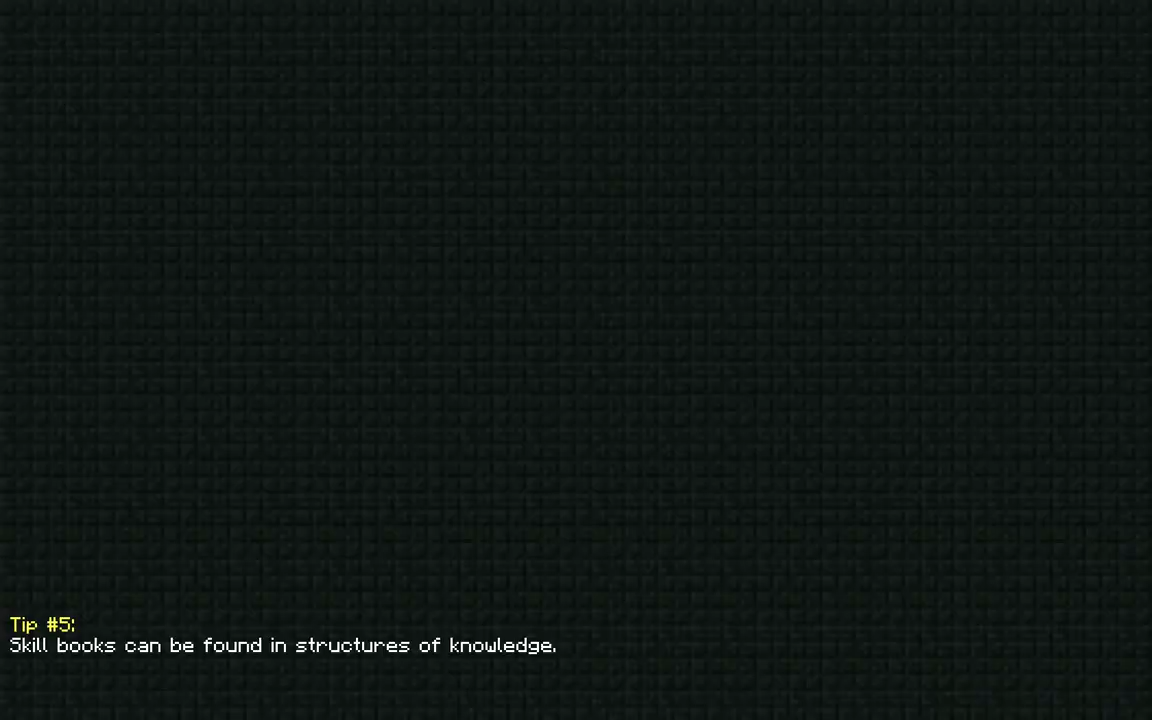 Tip #5:
Skill books can be found in structures of knowledge.